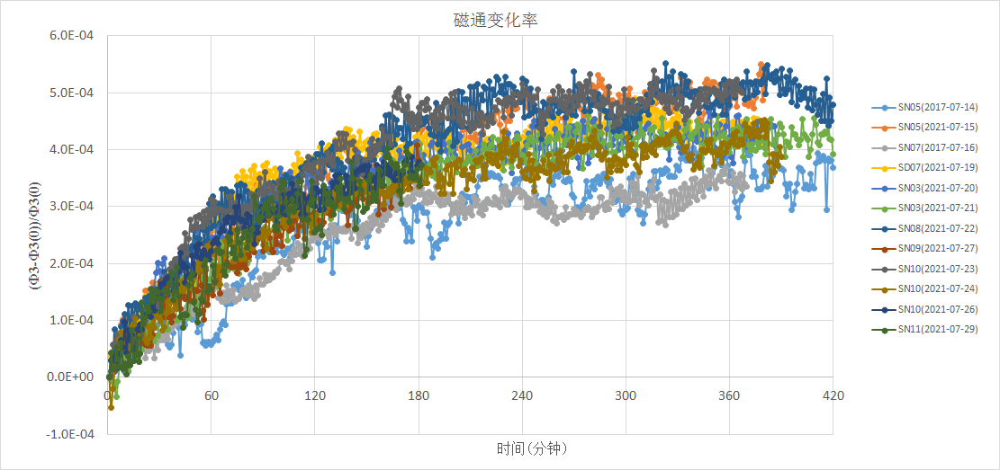 磁通变化率
6.0E-04
5.0E-04
4.0E-04
3.0E-04
2.0E-04
1.0E-04
0.0E+00
-1.0E-04
(Φ3-Φ3(0))/Φ3(0)
0 60 120 180 240 300 360 420
时间(分钟)
SN05(2017-07-14)
SN05(2021-07-15)
SN07(2017-07-16)
SD07(2021-07-19)
SN03(2021-07-20)
SN03(2021-07-21)
SN08(2021-07-22)
SN09(2021-07-27)
SN10(2021-07-23)
SN10(2021-07-24)
SN10(2021-07-26)
SN11(2021-07-29)